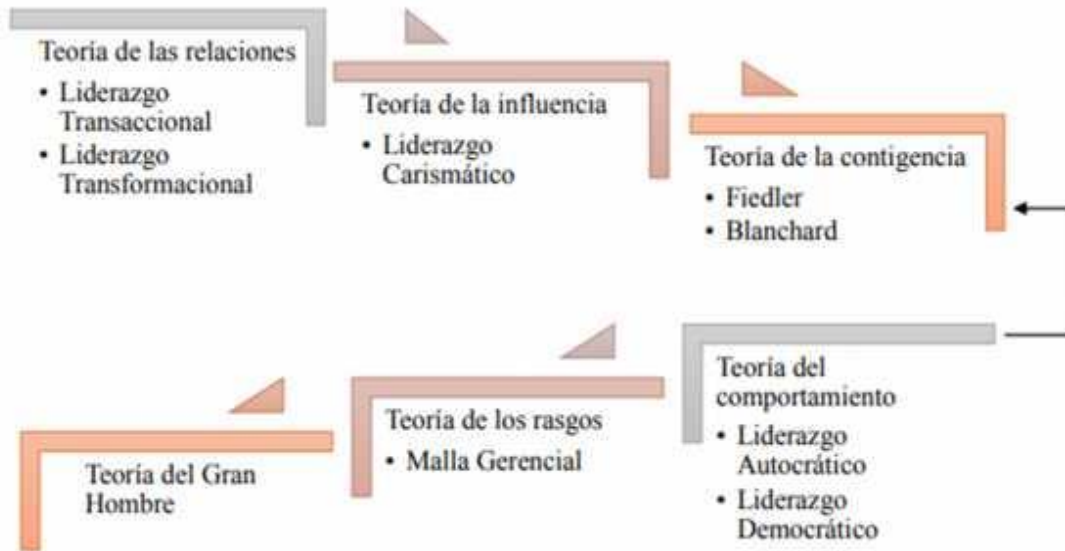 Teoría de las relaciones
• Liderazgo
Transaccional
• Liderazgo
Transformacional
Teoría de la influencia
• Liderazgo
Carismático
Teoría de la contigencia
• Fiedler
• Blanchard
Teoría del Gran
Hombre
Teoría de los rasgos
• Malla Gerencial
Teoría del
comportamiento
• Liderazgo
Autocrático
• Liderazgo
Democrático